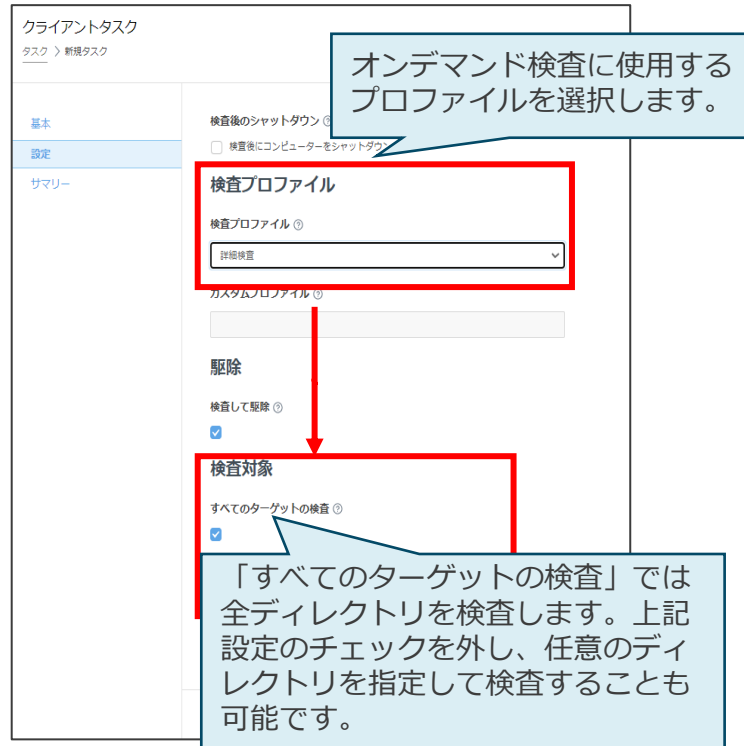 クライアントタスク
タスク 〉新規タスク
オンデマンド検査に使用する
プロファイルを選択します。
基本
設定
サマリー
検査後のシャットダウン
検査後にコンピューターをシャットダウン
検査プロファイル
検査プロファイル ?
詳細検査
カスタムプロファイル ?
駆除
検査して駆除 ?
検査対象
すべてのターゲットの検査 ?
「すべてのターゲットの検査」では
全ディレクトリを検査します。上記
設定のチェックを外し、任意のディ
レクトリを指定して検査することも
可能です。